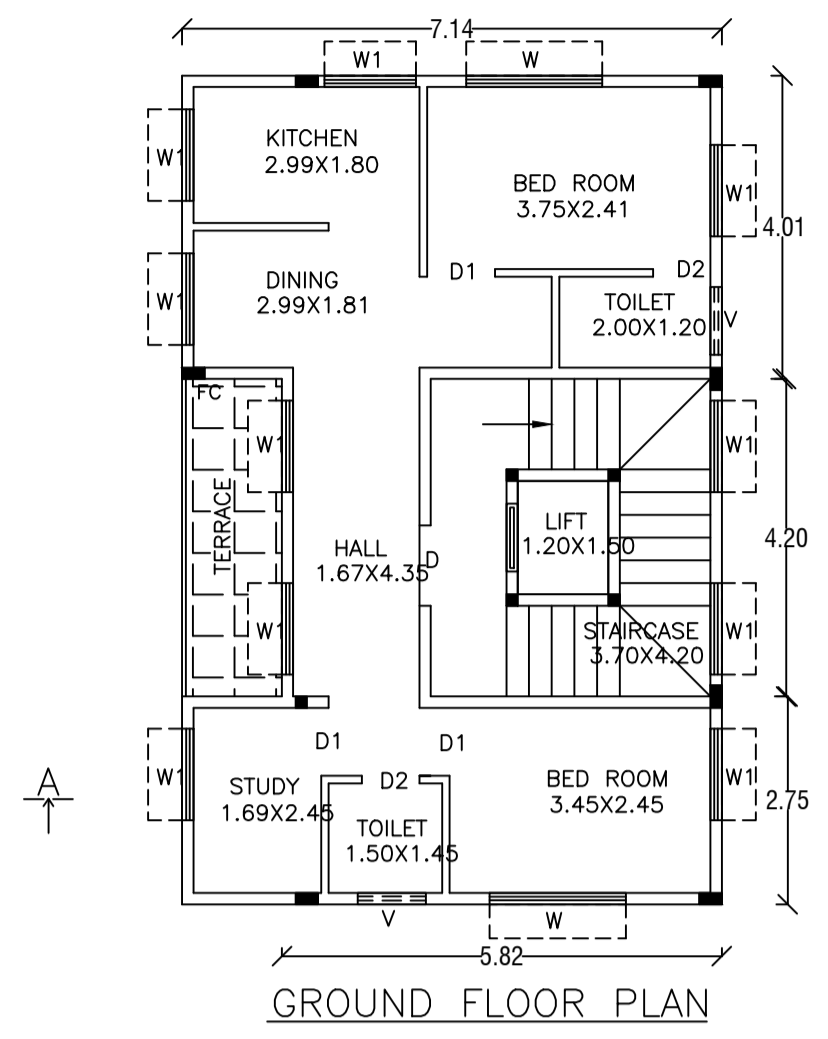 7.14
W1
W
KITCHEN
2.99X1.80
W1
BED ROOM
3.75X2.41
W1
4.01
D1
D2
DINING
2.99X1.81
W1
TOILET
2.00X1.20
V
FC
W1
W1
TERRACE
HALL
1.67X4.35
D
LIFT
1.20X1.50
4.20
W1
STAIRCASE
3.70X4.20
W1
D1
D1
W1
STUDY
1.69X2.45
D2
BED ROOM
3.45X2.45
W1
2.75
A
TOILET
1.50X1.45
V
W
5.82
GROUND FLOOR PLAN